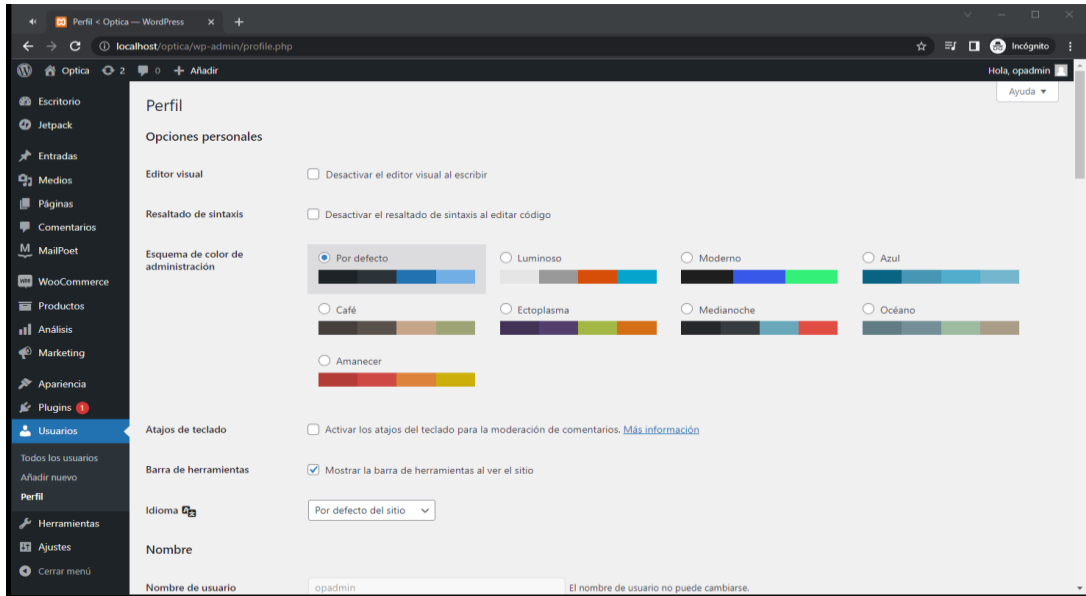 Perfil < Optica — WordPress
localhost/optica/wp-admin/profile.php
Incógnito
Optica 2 0 Añadir
Hola, opadmin
Ayuda
Escritorio
Jetpack
Entradas
Medios
Páginas
Comentarios
MailPoet
WooCommerce
Productos
Análisis
Marketing
Apariencia
Plugins 1
Usuarios
Todos los usuarios
Añadir nuevo
Perfil
Herramientas
Ajustes
Cerrar menú
Perfil
Opciones personales
Editor visual
Desactivar el editor visual al escribir
Resaltado de sintaxis
Desactivar el resaltado de sintaxis al editar código
Esquema de color de
administración
Por defecto
Luminoso
Moderno
Azul
Café
Ectoplasma
Medianoche
Océano
Amanecer
Atajos de teclado
Activar los atajos del teclado para la moderación de comentarios. Más información
Barra de herramientas
Mostrar la barra de herramientas al ver el sitio
Idioma
Por defecto del sitio
Nombre
Nombre de usuario
opadmin
El nombre de usuario no puede cambiarse.